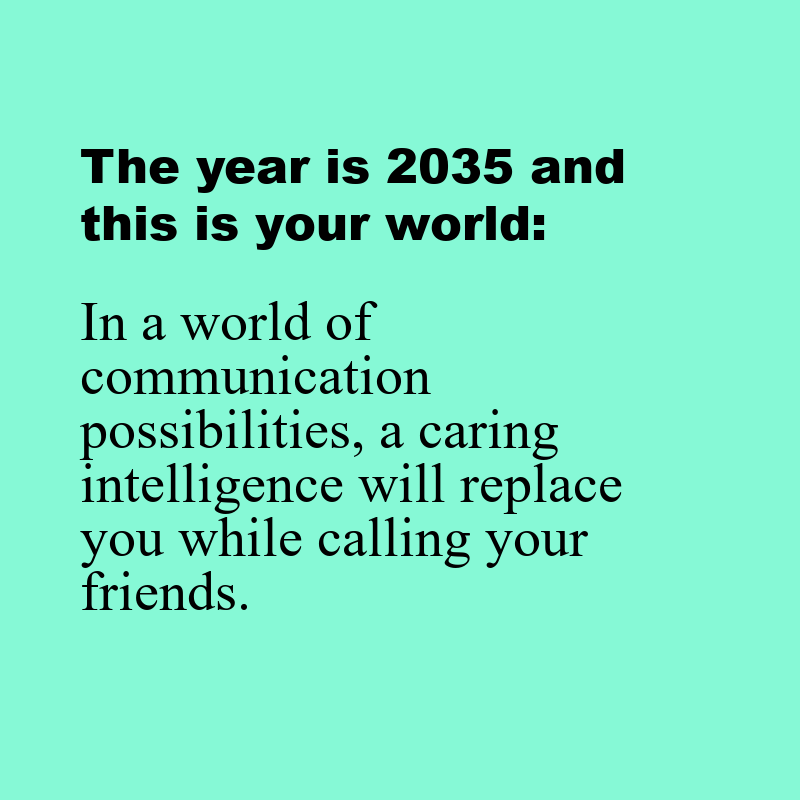 The year is 2035 and
this is your world:
In a world of
communication
possibilities, a caring
intelligence will replace
you while calling your
friends.